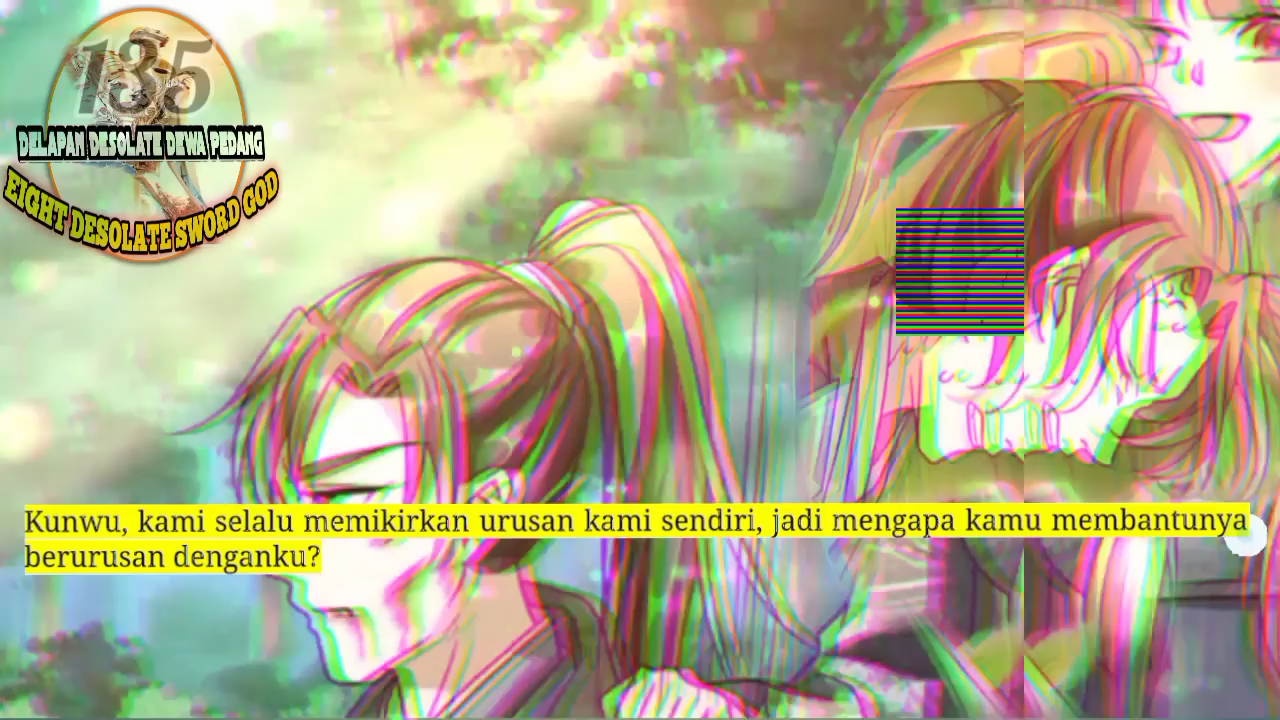 135
DELAPAN DESOLATE DEWA PEDANG
EIGHT DESOLATE SWORD GOD
Kunwu, kami selalu memikirkan urusan kami sendiri, jadi mengapa kamu membantunya
berurusan denganku?